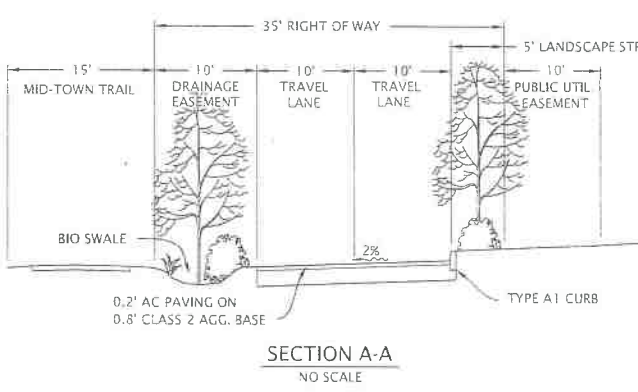 35' RIGHT OF WAY
5' LANDSCAPE
15'
10'
10'
10'
10'
MID-TOWN TRAIL
DRAINAGE
EASEMENT
TRAVEL
LANE
TRAVEL
LANE
PUBLIC UTIL
EASEMENT
BIO SWALE
2%
0.2' AC PAVING ON
0.8' CLASS 2 AGG. BASE
TYPE A1 CURB
SECTION A-A
NO SCALE